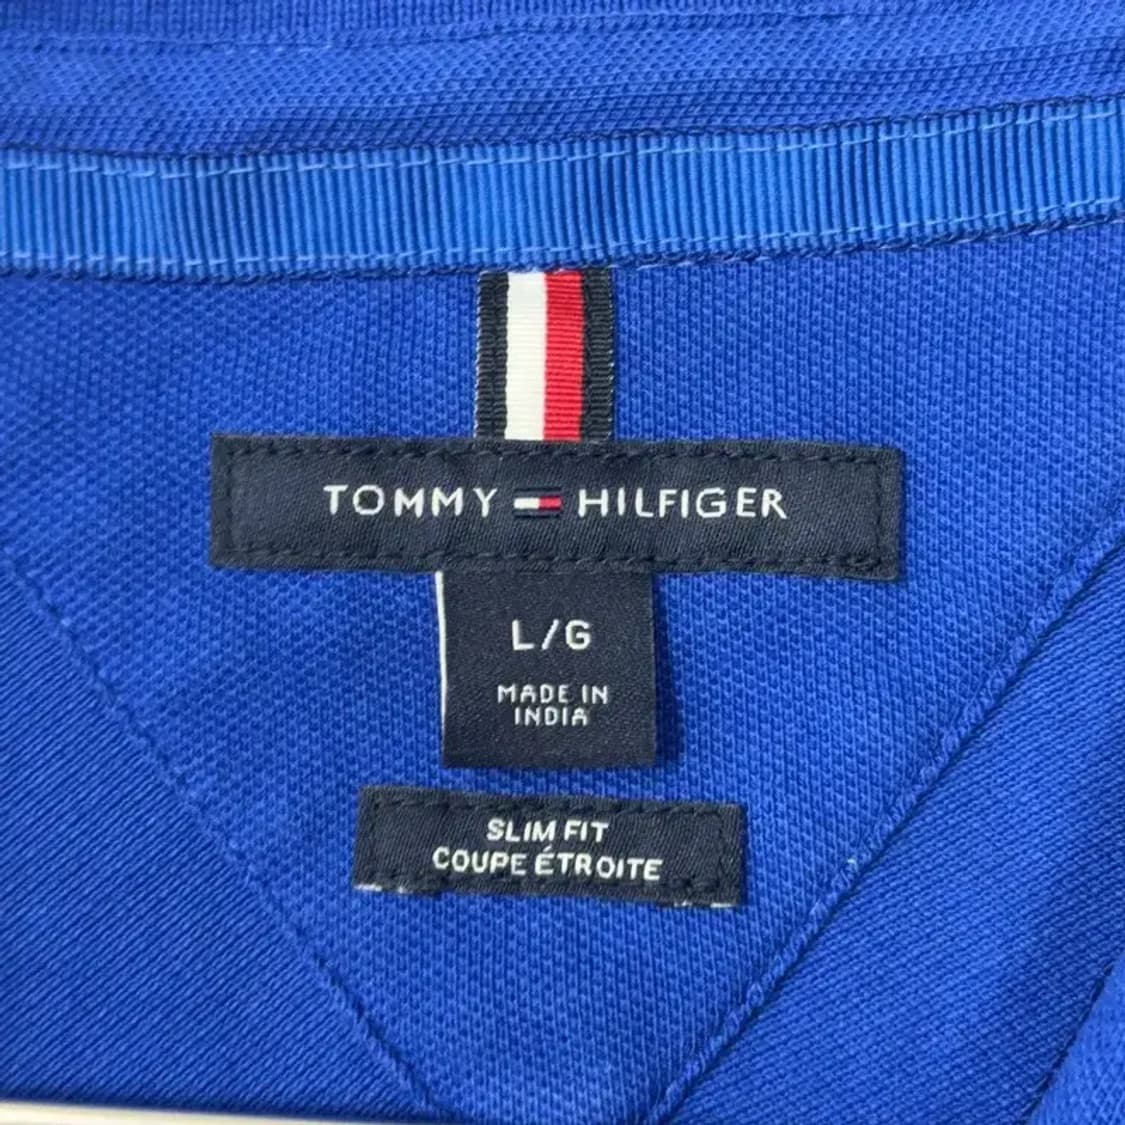 TOMMY HILFIGER
L/G
MADE IN
INDIA
SLIM FIT
COUPE ÉTROITE